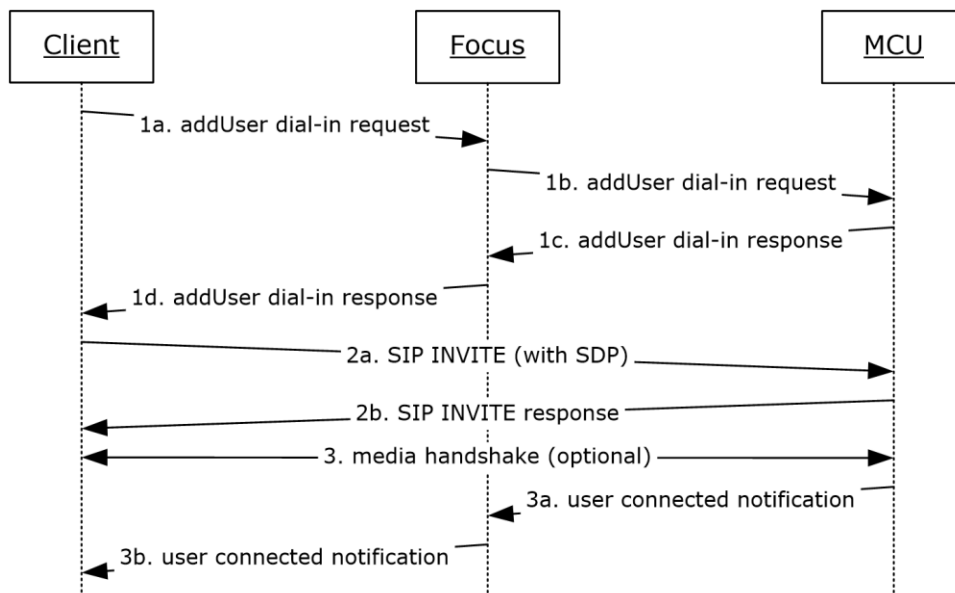 Client
Focus
MCU
1a. addUser dial-in request
1b. addUser dial-in request
1c. addUser dial-in response
1d. addUser dial-in response
2a. SIP INVITE (with SDP)
2b. SIP INVITE response
3. media handshake (optional)
3a. user connected notification
3b. user connected notification